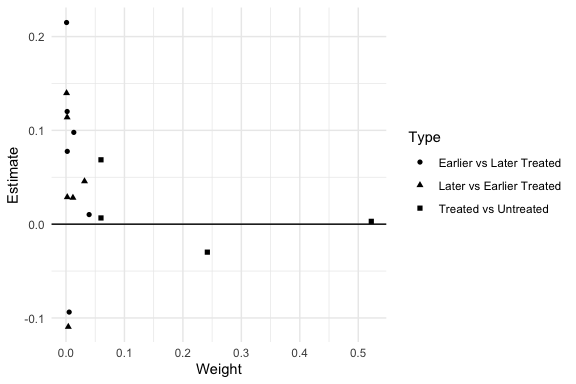 0.2
0.1
0.0
-0.1
Estimate
0.0 0.1 0.2 0.3 0.4 0.5
Weight
Type
Earlier vs Later Treated
Later vs Earlier Treated
Treated vs Untreated